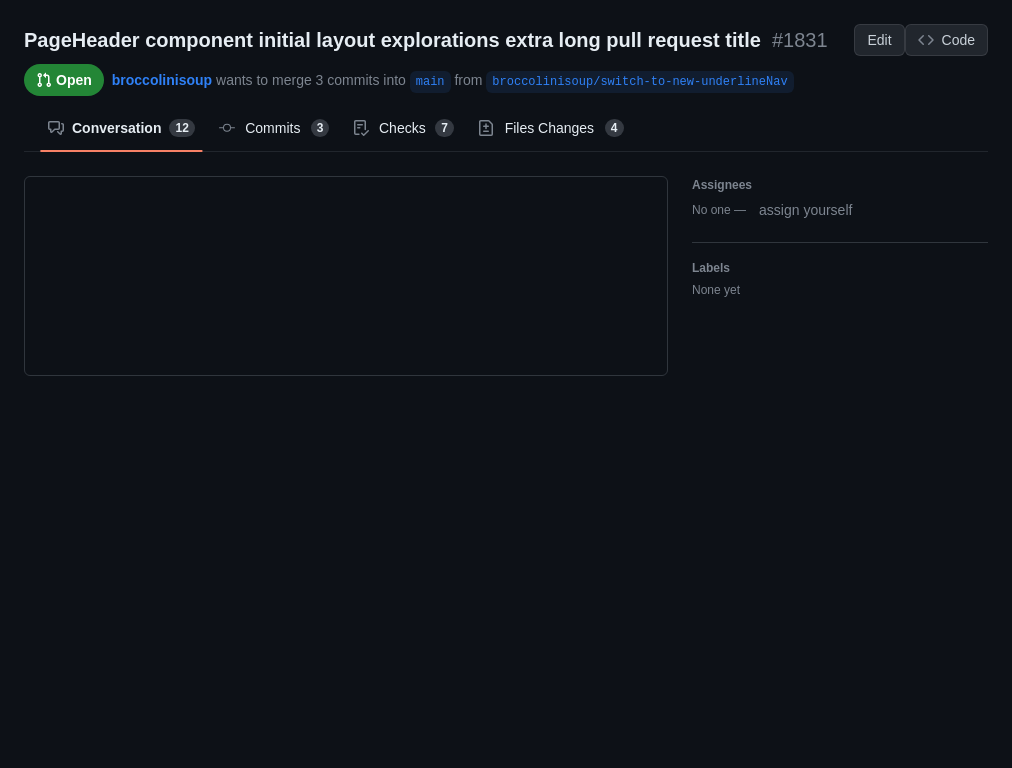 PageHeader component initial layout explorations extra long pull request title #1831
Edit
Code
Open
broccolinisoup wants to merge 3 commits into main from broccolinisoup/switch-to-new-underlineNav
Conversation 12
Commits 3
Checks 7
Files Changes 4
Assignees
No one — assign yourself
Labels
None yet